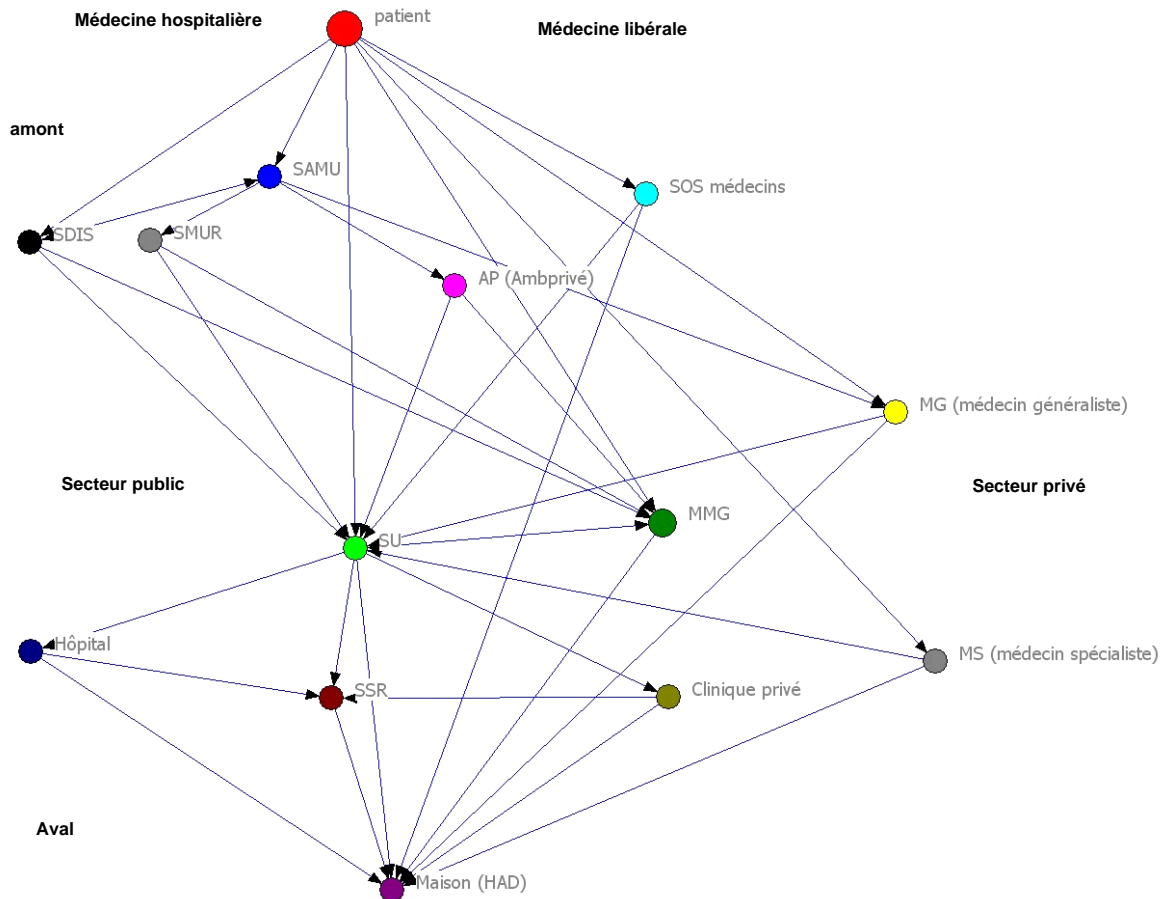 Médecine hospitalière
patient
Médecine libérale
amont
SAMU
SOS médecins
SDIS
SMUR
AP (Ambprivé)
MG (médecin généraliste)
Secteur public
Secteur privé
MMG
SU
Hôpital
MS (médecin spécialiste)
SSR
Clinique privé
Aval
Maison (HAD)